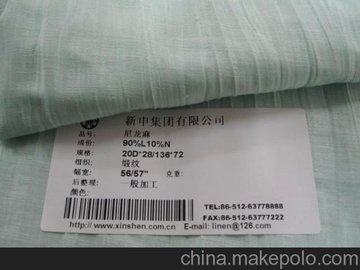 新申集团有限公司
品号: 尼龙麻
成份: 90%L10%N
规格: 20D*28/136*72
组织: 缎纹
幅宽: 56/57" 克重:
后整理: 一般加工
颜色:
TEL:86-512-63778888
FAX:86-512-63777222
http://www.xinshen.com.cn E-mail : linen@126.com
china.makepolo.com